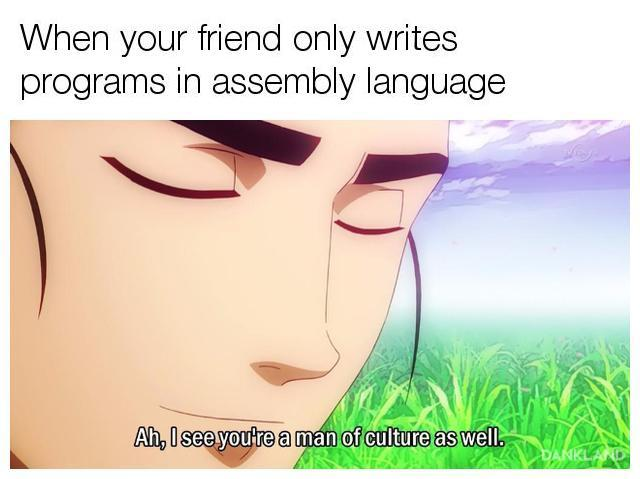 When your friend only writes
programs in assembly language
Ah, I see you're a man of culture as well.
DANKLAND